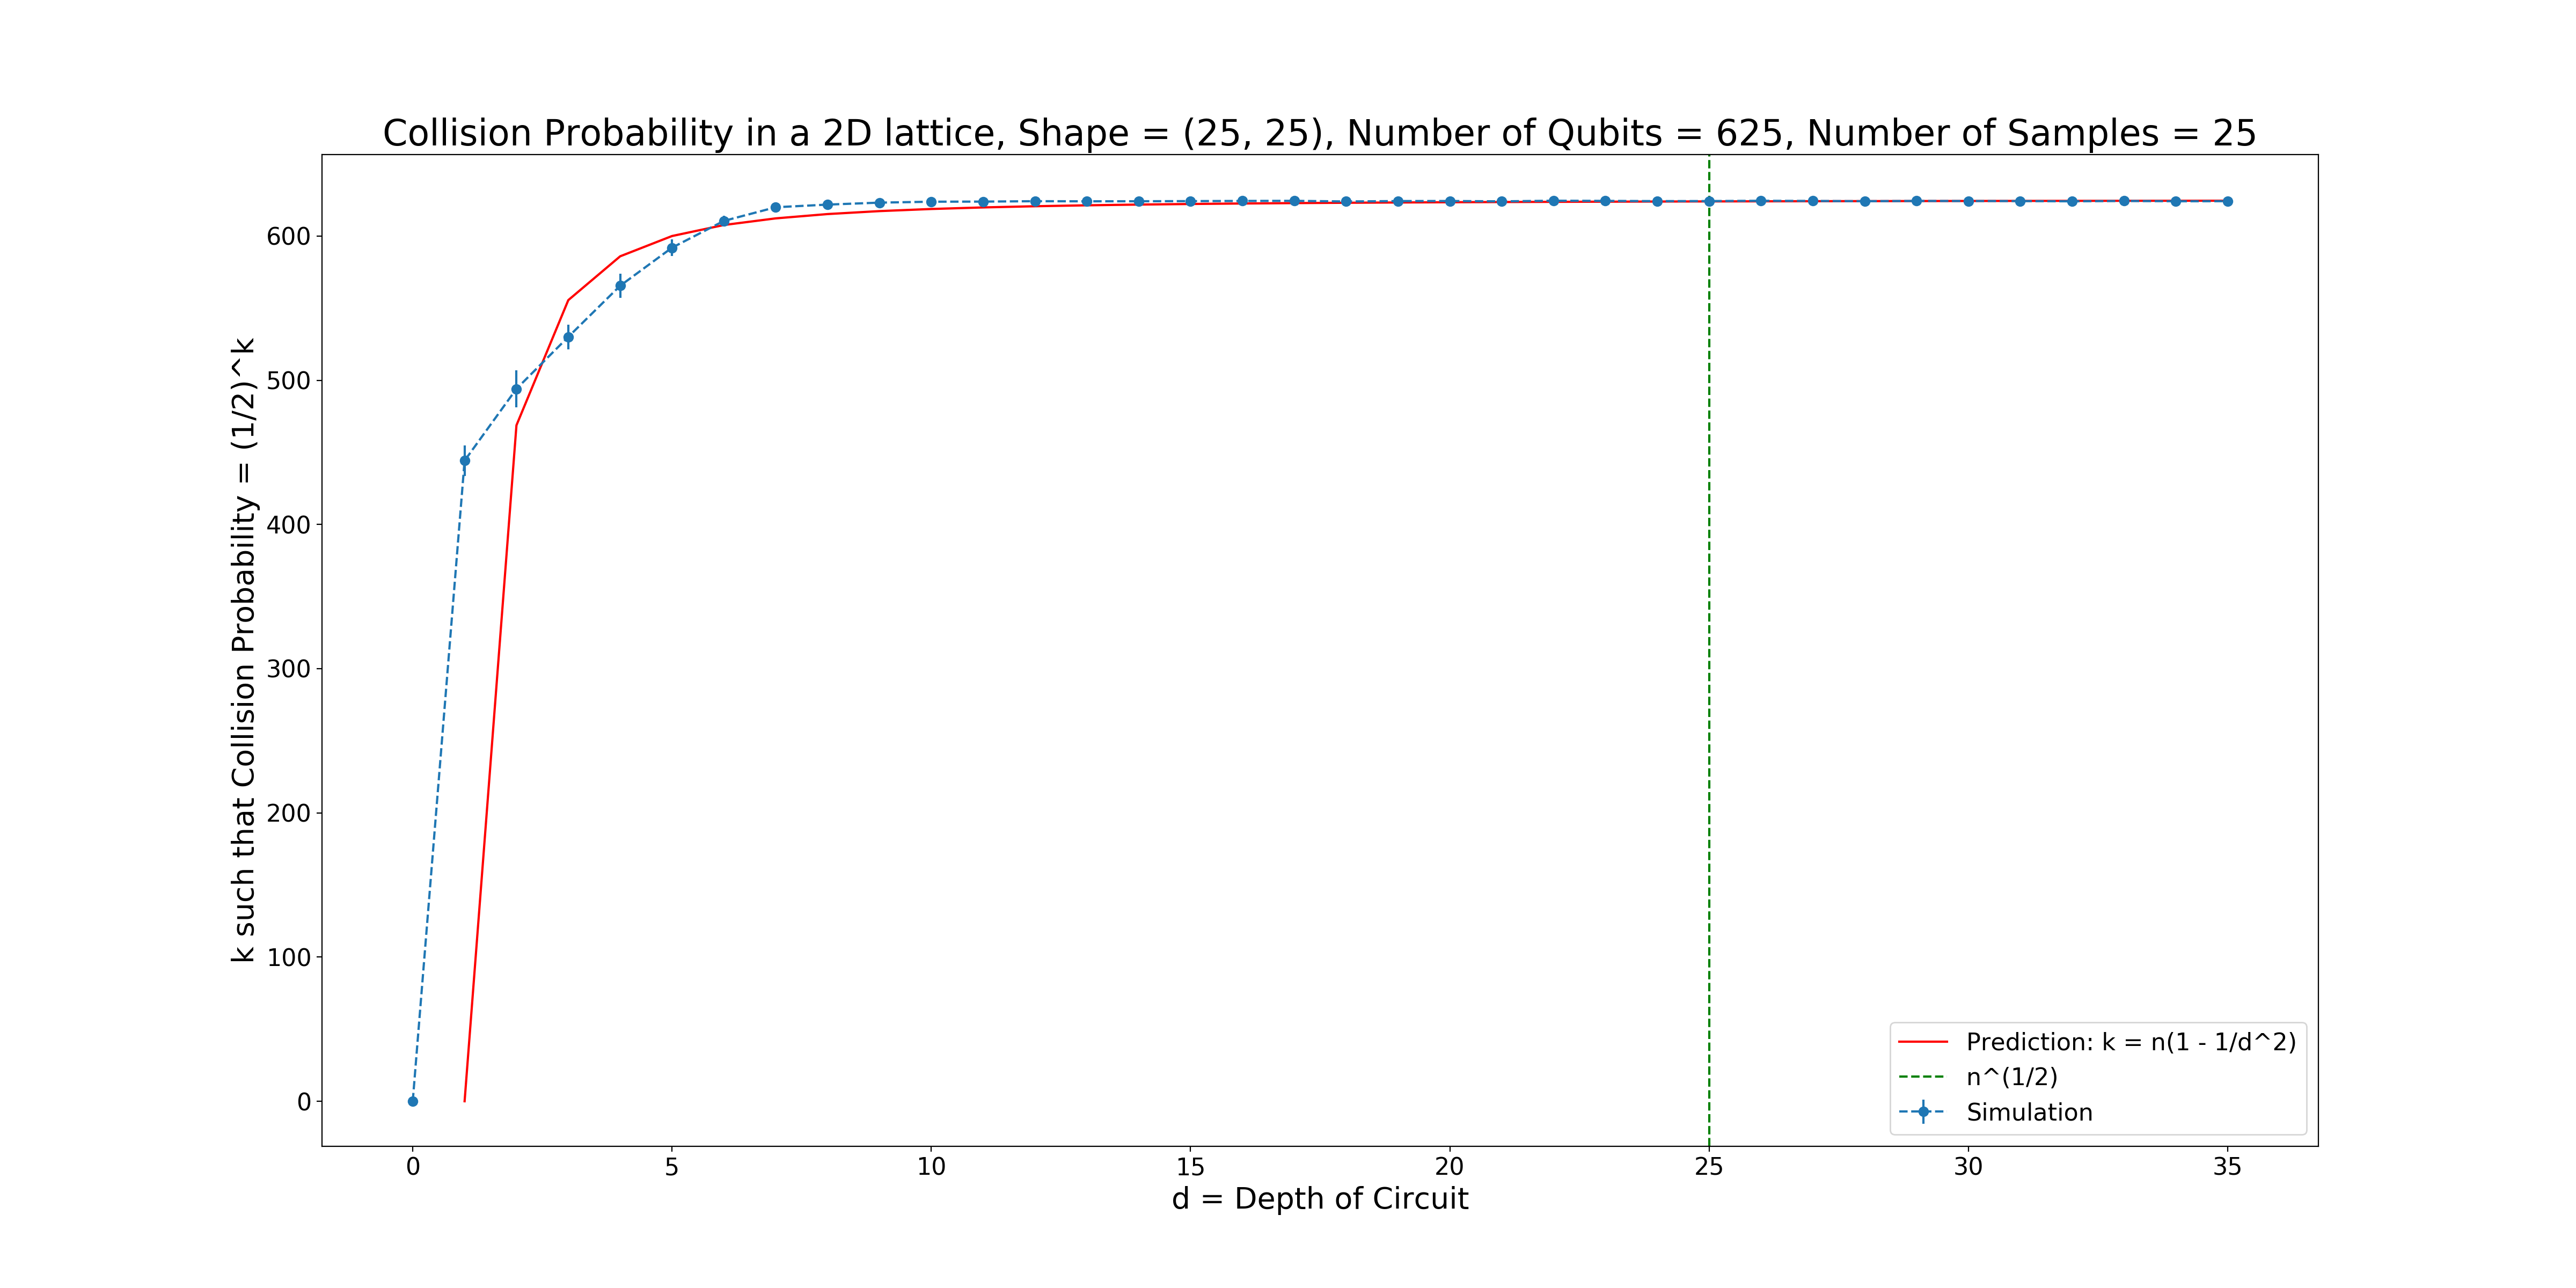 Collision Probability in a 2D lattice, Shape = (25, 25), Number of Qubits = 625, Number of Samples = 25
k such that Collision Probability = (1/2)^k
600
500
400
300
200
100
0
Prediction: k = n(1 - 1/d^2)
n^(1/2)
Simulation
0 5 10 15 20 25 30 35
d = Depth of Circuit